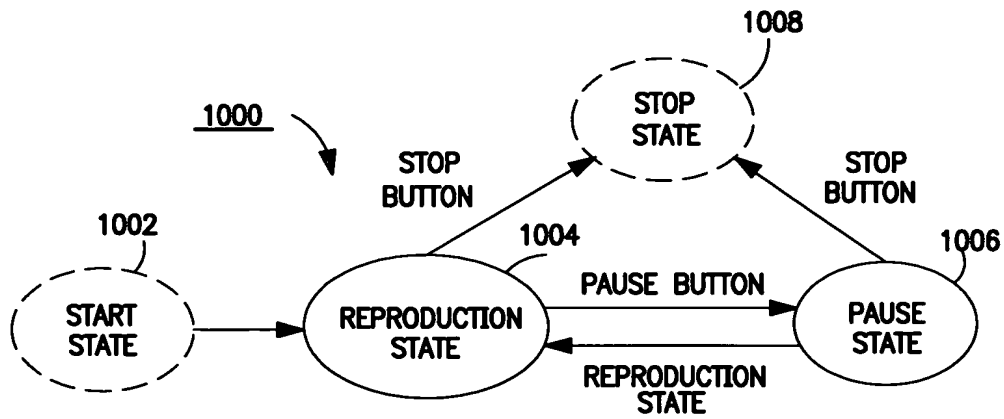 1008
STOP
STATE
1000
STOP
BUTTON
STOP
BUTTON
1002
1004
1006
START
STATE
REPRODUCTION
STATE
PAUSE BUTTON
PAUSE
STATE
REPRODUCTION
STATE